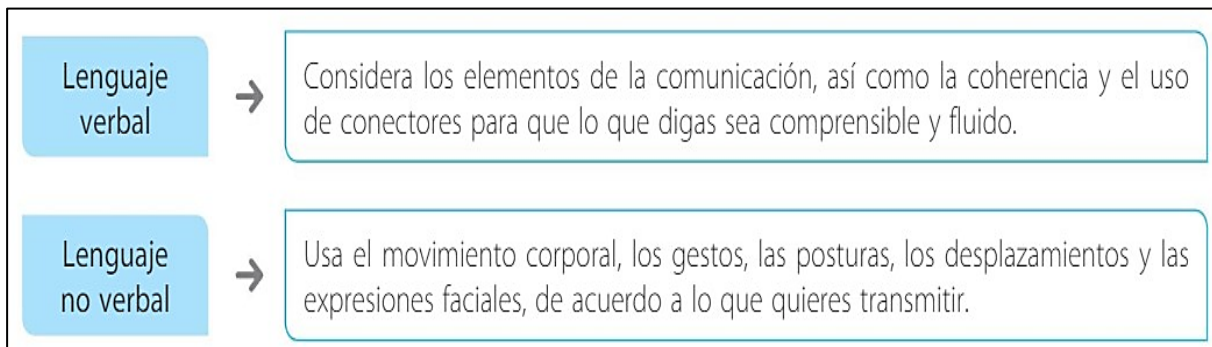 Lenguaje
verbal
Considera los elementos de la comunicación, así como la coherencia y el uso
de conectores para que lo que digas sea comprensible y fluido.
Lenguaje
no verbal
Usa el movimiento corporal, los gestos, las posturas, los desplazamientos y las
expresiones faciales, de acuerdo a lo que quieres transmitir.